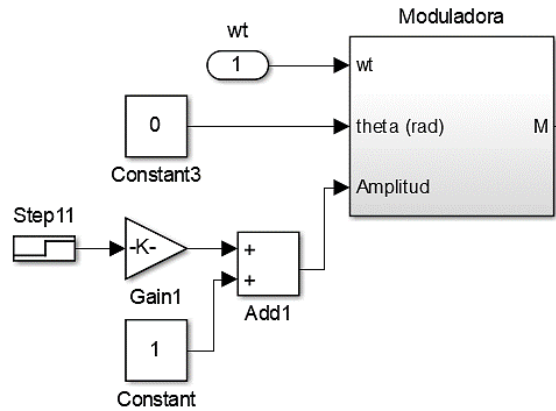 Moduladora
wt
1
wt
0
theta (rad)
M
Constant3
Amplitud
Step11
-K-
+
+
Gain1
Add1
1
Constant